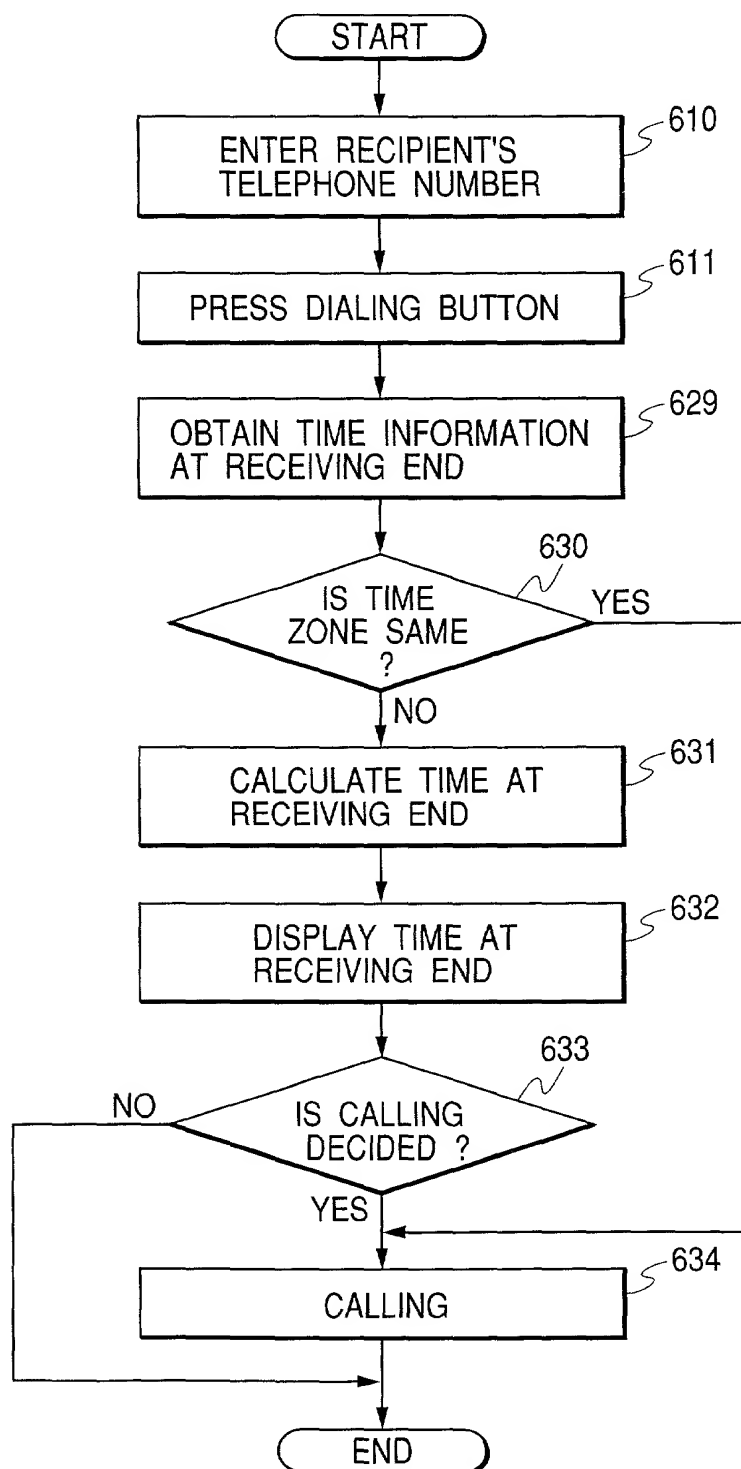 START
610
ENTER RECIPIENT'S
TELEPHONE NUMBER
611
PRESS DIALING BUTTON
629
OBTAIN TIME INFORMATION
AT RECEIVING END
630
IS TIME
ZONE SAME
?
YES
NO
631
CALCULATE TIME AT
RECEIVING END
632
DISPLAY TIME AT
RECEIVING END
633
NO
IS CALLING
DECIDED ?
YES
634
CALLING
END